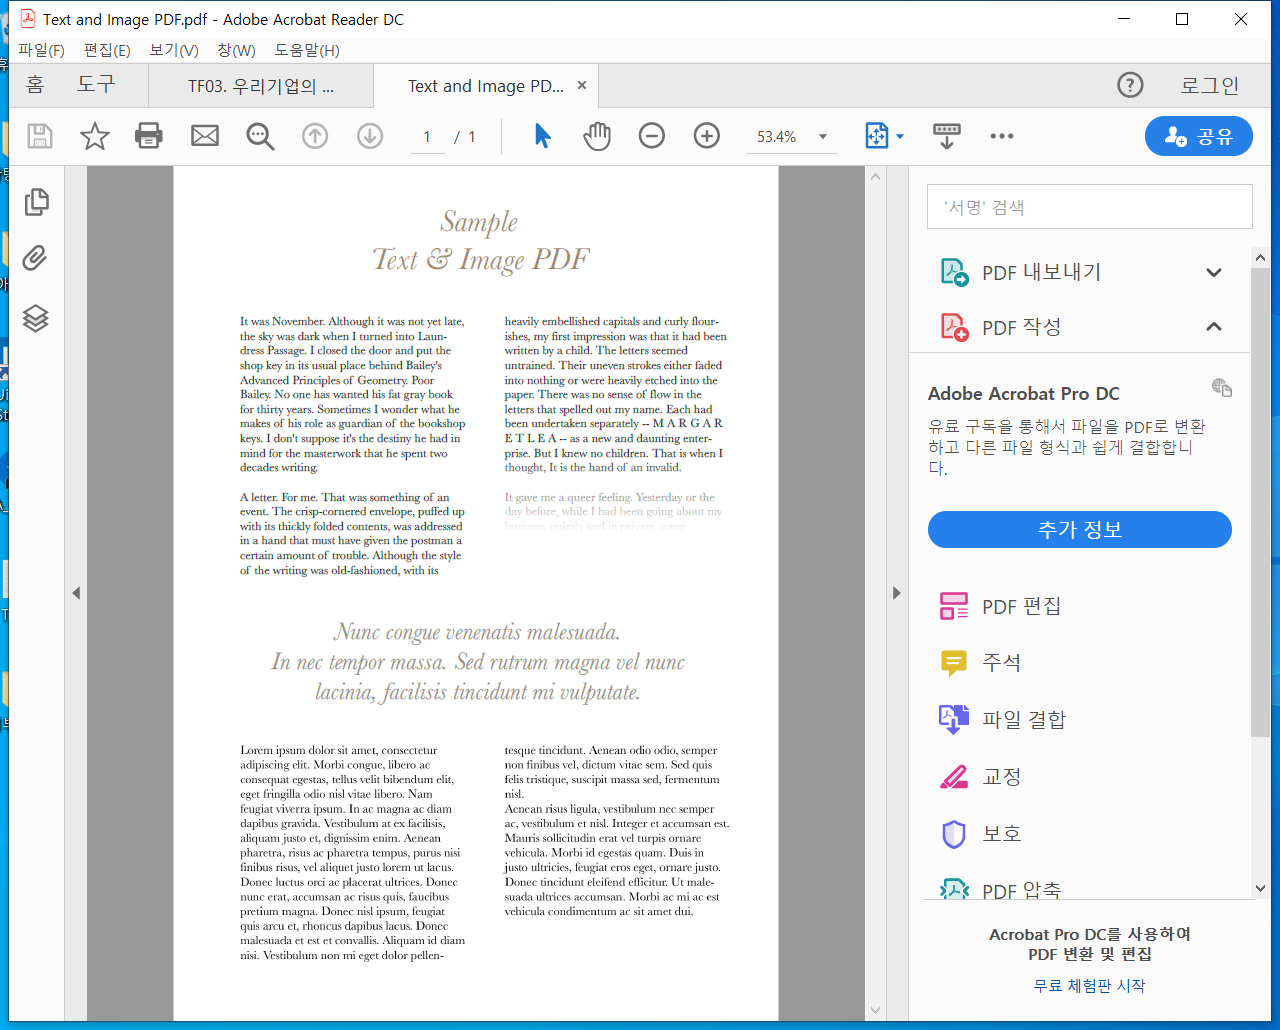 Text and Image PDF.pdf - Adobe Acrobat Reader DC
파일(F) 편집(E) 보기(V) 창(W) 도움말(H)
홈 도구 TF03. 우리기업의 ... Text and Image PD... × ? 로그인
1 / 1 53.4% 공유
'서명' 검색
PDF 내보내기
PDF 작성
Adobe Acrobat Pro DC
유료 구독을 통해서 파일을 PDF로 변환
하고 다른 파일 형식과 쉽게 결합합니
다.
추가 정보
PDF 편집
주석
파일 결합
교정
보호
PDF 압축
Acrobat Pro DC를 사용하여
PDF 변환 및 편집
무료 체험판 시작
Sample
Text & Image PDF
It was November. Although it was not yet late,
the sky was dark when I turned into Laun-
dress Passage. I closed the door and put the
shop key in its usual place behind Bailey's
Advanced Principles of Geometry. Poor
Bailey. No one has wanted his fat gray book
for thirty years. Sometimes I wonder what he
makes of his role as guardian of the bookshop
keys. I don't suppose it's the destiny he had in
mind for the masterwork that he spent two
decades writing.
A letter. For me. That was something of an
event. The crisp-cornered envelope, puffed up
with its thickly folded contents, was addressed
in a hand that must have given the postman a
certain amount of trouble. Although the style
of the writing was old-fashioned, with its
heavily embellished capitals and curly flour-
ishes, my first impression was that it had been
written by a child. The letters seemed
untrained. Their uneven strokes either faded
into nothing or were heavily etched into the
paper. There was no sense of flow in the
letters that spelled out my name. Each had
been undertaken separately -- M A R G A R
E T L E A -- as a new and daunting enter-
prise. But I knew no children. That is when I
thought, It is the hand of an invalid.
It gave me a queer feeling. Yesterday or the
day before, while I had been going about my
business, quietly and in private, some
Nunc congue venenatis malesuada.
In nec tempor massa. Sed rutrum magna vel nunc
lacinia, facilisis tincidunt mi vulputate.
Lorem ipsum dolor sit amet, consectetur
adipiscing elit. Morbi congue, libero ac
consequat egestas, tellus velit bibendum elit,
eget fringilla odio nisl vitae libero. Nam
feugiat viverra ipsum. In ac magna ac diam
dapibus gravida. Vestibulum at ex facilisis,
aliquam justo et, dignissim enim. Aenean
pharetra, risus ac pharetra tempus, purus nisi
finibus risus, vel aliquet justo lorem ut lacus.
Donec luctus orci ac placerat ultrices. Donec
nunc erat, accumsan ac risus quis, faucibus
pretium magna. Donec nisl ipsum, feugiat
quis arcu et, rhoncus dapibus lacus. Donec
malesuada et est et convallis. Aliquam id diam
nisi. Vestibulum non mi eget dolor pellen-
tesque tincidunt. Aenean odio odio, semper
non finibus vel, dictum vitae sem. Sed quis
felis tristique, suscipit massa sed, fermentum
nisl.
Aenean risus ligula, vestibulum nec semper
ac, vestibulum et nisl. Integer et accumsan est.
Mauris sollicitudin erat vel turpis ornare
vehicula. Morbi id egestas quam. Duis in
justo ultricies, feugiat eros eget, ornare justo.
Donec tincidunt eleifend efficitur. Ut male-
suada ultrices accumsan. Morbi ac mi ac est
vehicula condimentum ac sit amet dui.